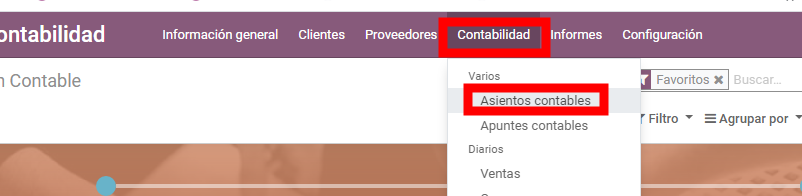 ontabilidad Información general Clientes Proveedores Contabilidad Informes Configuración
n Contable
Varios
Favoritos ✖ Buscar...
Asientos contables
Filtro Agrupar por
Apuntes contables
Diarios
Ventas